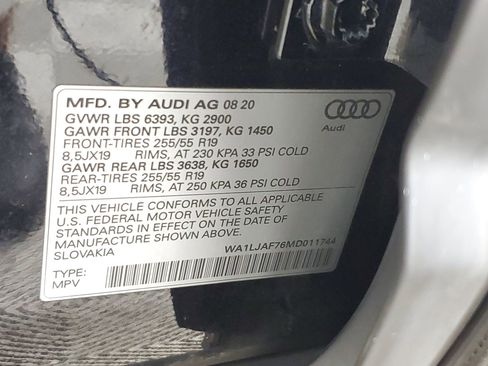 MFD. BY AUDI AG 08 20
GVWR LBS 6393, KG 2900
GAWR FRONT LBS 3197, KG 1450
FRONT-TIRES 255/55 R19
8,5JX19 RIMS, AT 230 KPA 33 PSI COLD
GAWR REAR LBS 3638, KG 1650
REAR-TIRES 255/55 R19
8,5JX19 RIMS, AT 250 KPA 36 PSI COLD
THIS VEHICLE CONFORMS TO ALL APPLICABLE
U.S. FEDERAL MOTOR VEHICLE SAFETY
STANDARDS IN EFFECT ON THE DATE OF
MANUFACTURE SHOWN ABOVE.
SLOVAKIA
WA1LJAF76MD011744
TYPE:
MPV
Audi